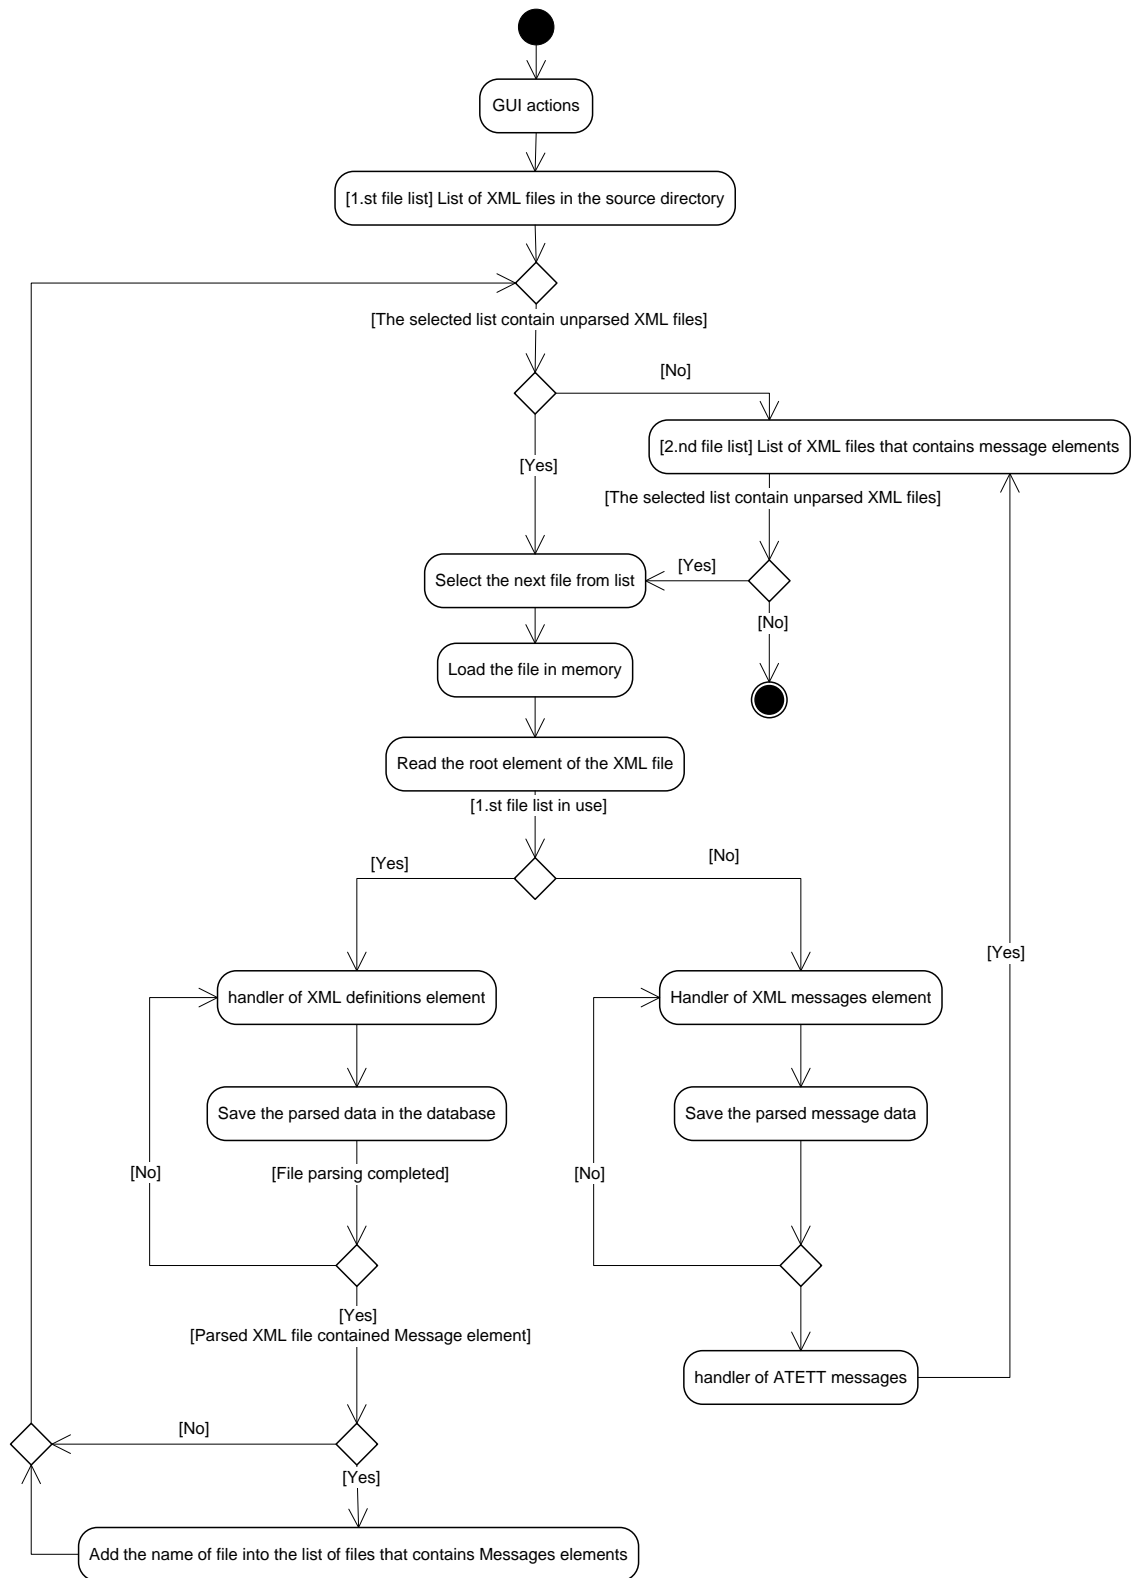 GUI actions
[1.st file list] List of XML files in the source directory
[The selected list contain unparsed XML files]
[No]
[2.nd file list] List of XML files that contains message elements
[Yes]
[The selected list contain unparsed XML files]
Select the next file from list
[Yes]
[No]
Load the file in memory
Read the root element of the XML file
[1.st file list in use]
[Yes]
[No]
[Yes]
handler of XML definitions element
Handler of XML messages element
Save the parsed data in the database
Save the parsed message data
[No]
[File parsing completed]
[No]
[Yes]
[Parsed XML file contained Message element]
handler of ATETT messages
[No]
[Yes]
Add the name of file into the list of files that contains Messages elements